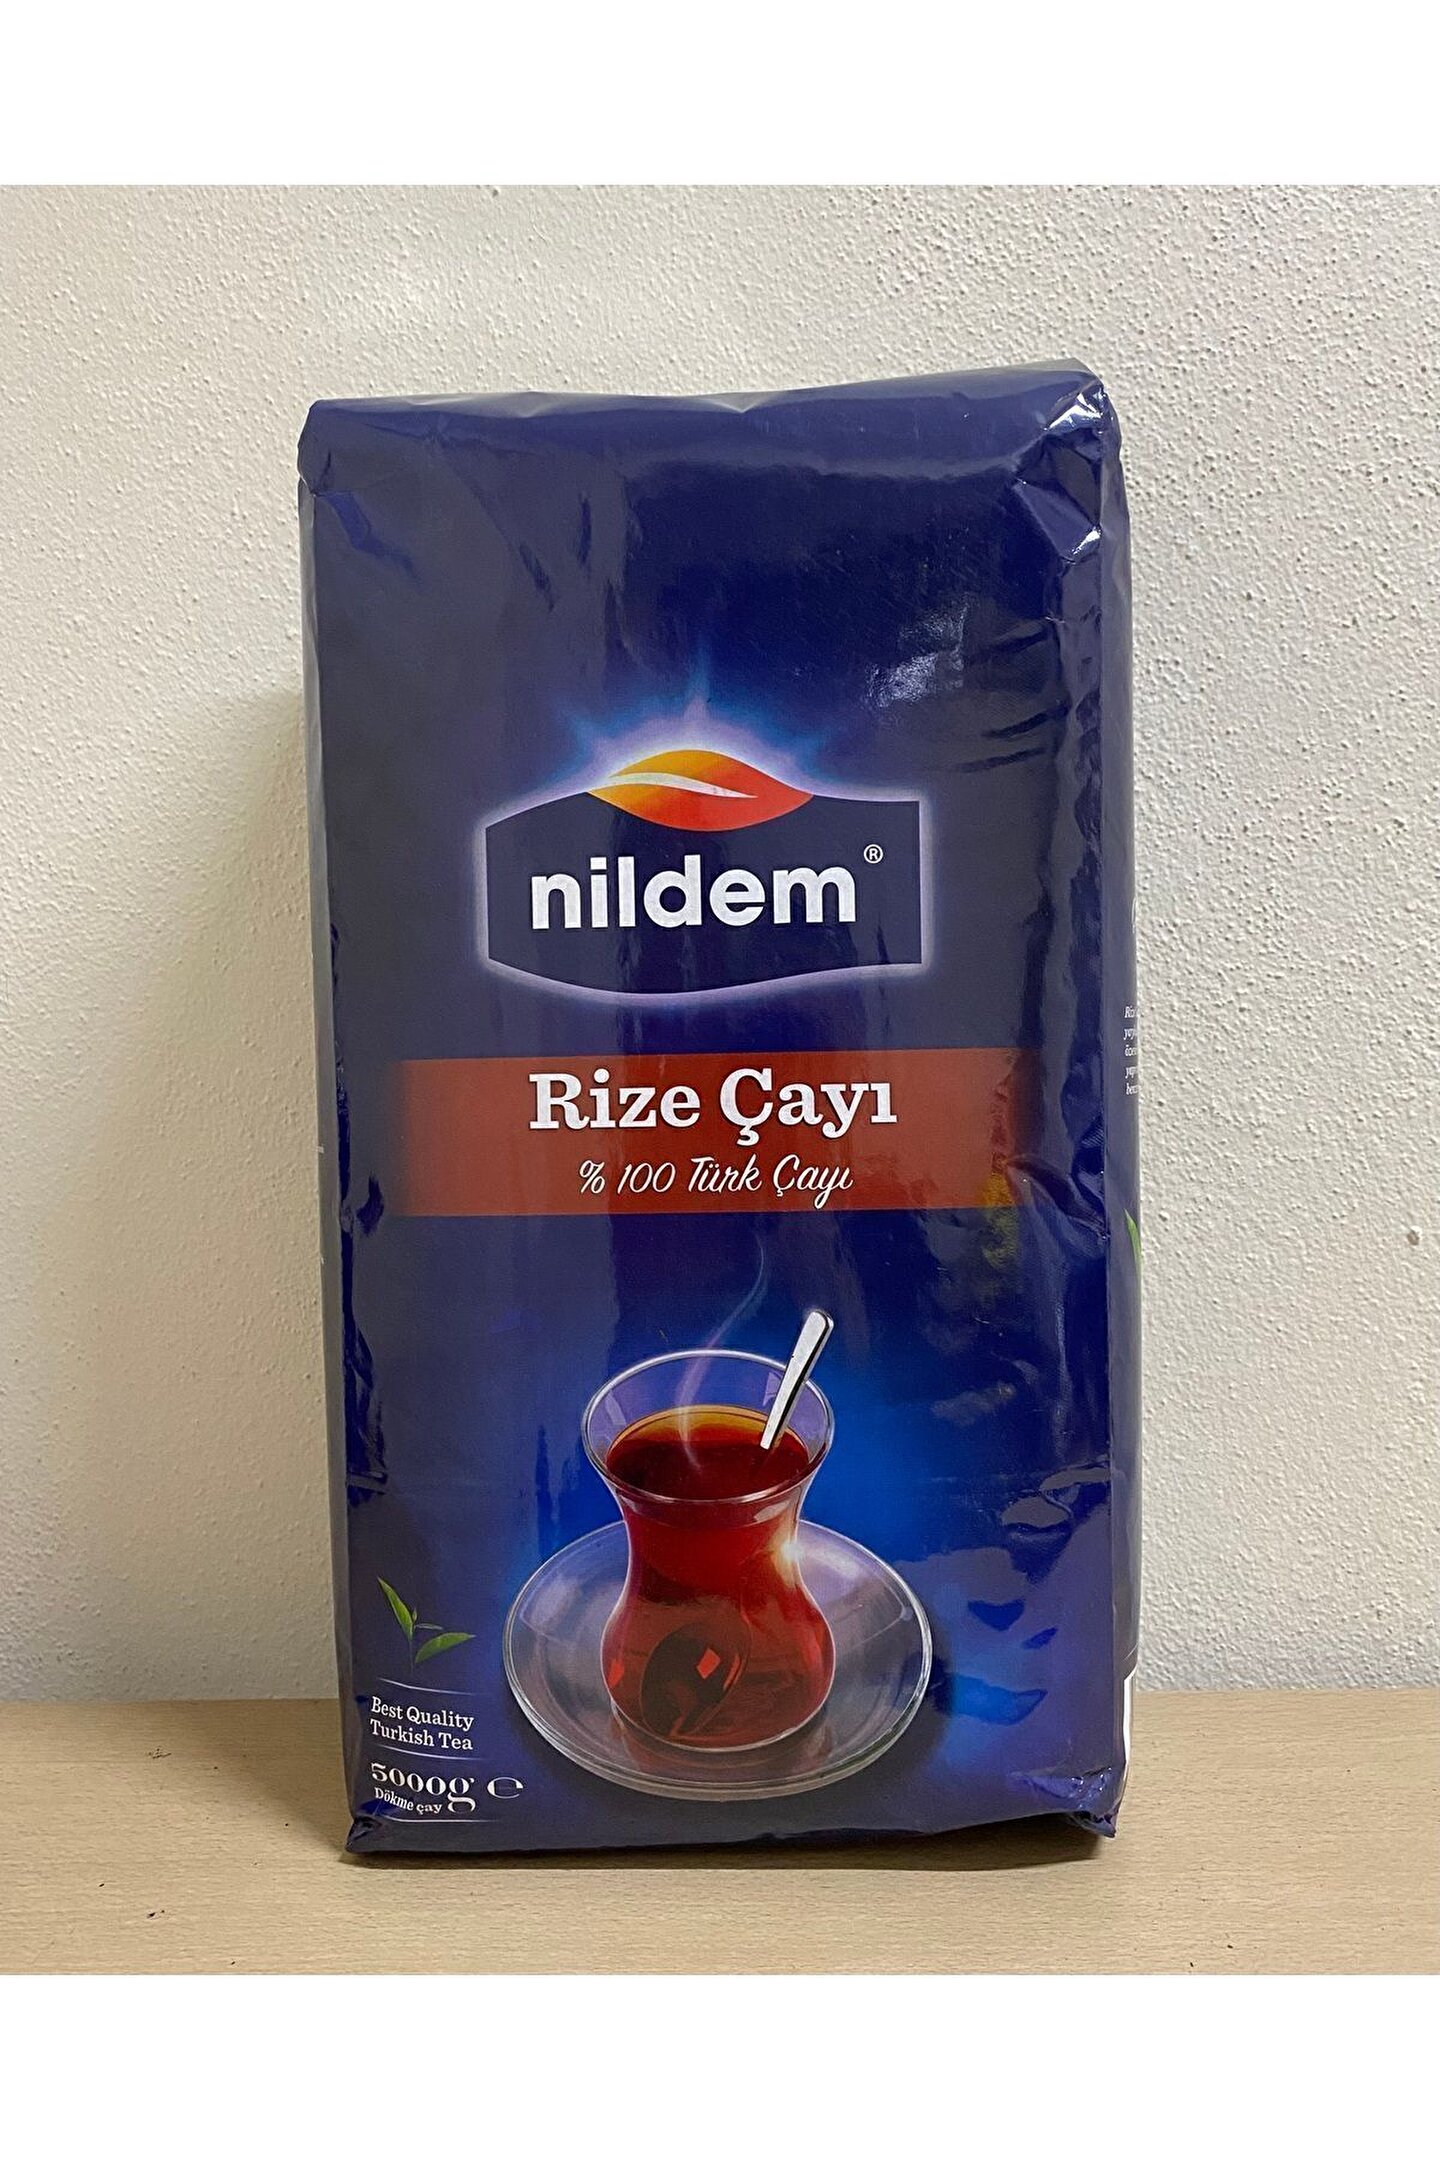 nildem®
Rize Çayı
% 100 Türk Çayı
Best Quality
Turkish Tea
5000g ℮
Dökme çay